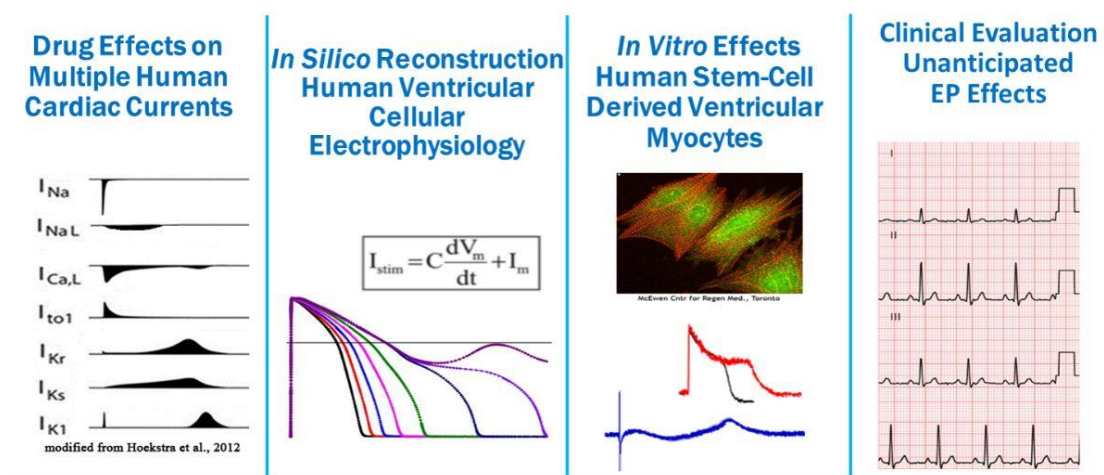 Drug Effects on
Multiple Human
Cardiac Currents
I Na
I Na L
I Ca,L
I to1
I Kr
I Ks
I K1
modified from Hoekstra et al., 2012
In Silico Reconstruction
Human Ventricular
Cellular
Electrophysiology
I stim = C dVm/dt + I m
In Vitro Effects
Human Stem-Cell
Derived Ventricular
Myocytes
McEwen Cntr for Regen Med., Toronto
Clinical Evaluation
Unanticipated
EP Effects
I
II
III